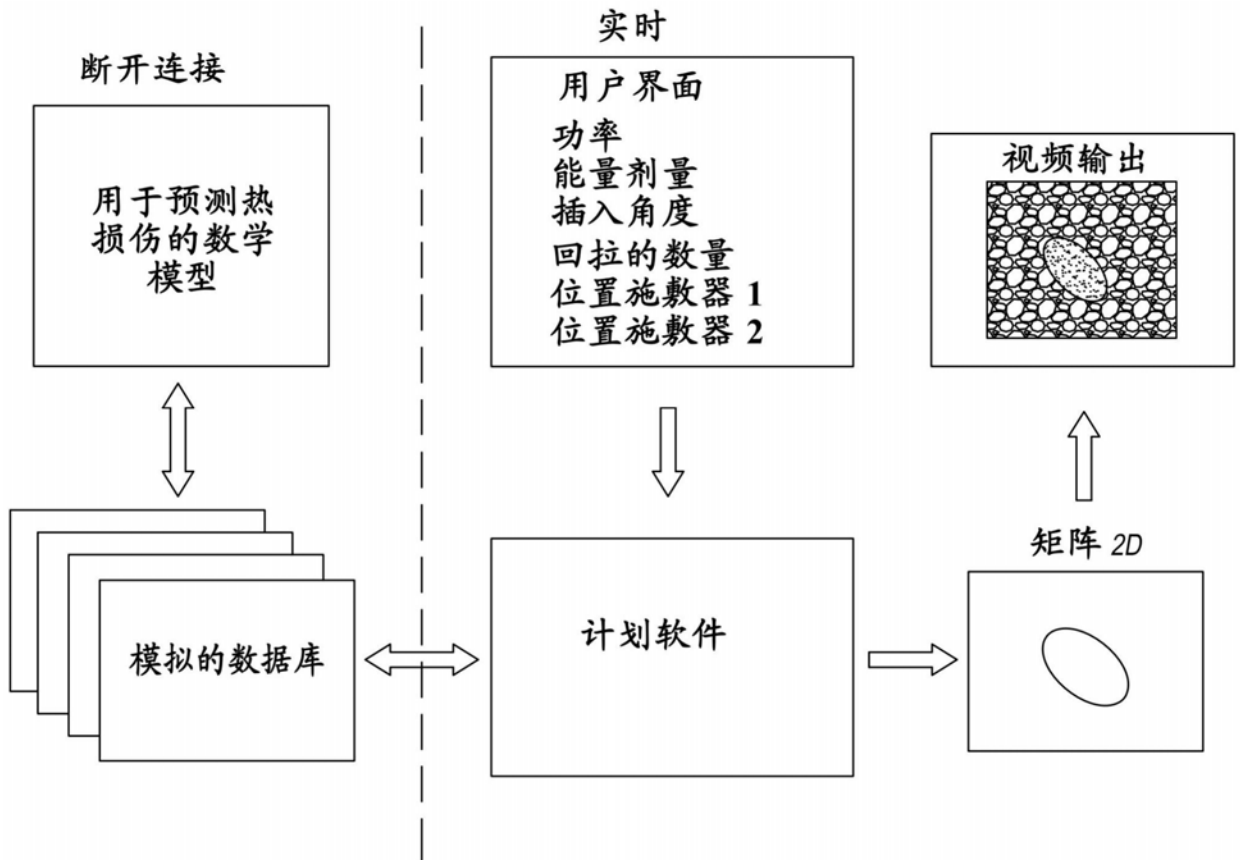 断开连接
用于预测热
损伤的数学
模型
模拟的数据库
实时
用户界面
功率
能量剂量
插入角度
回拉的数量
位置施敷器 1
位置施敷器 2
计划软件
视频输出
矩阵 2D